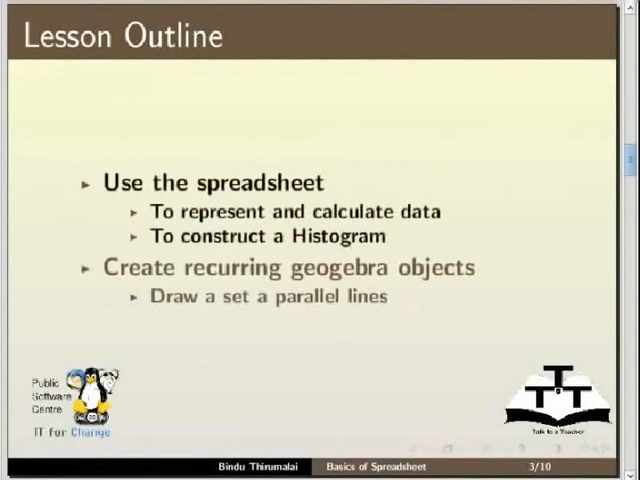 Lesson Outline
Use the spreadsheet
To represent and calculate data
To construct a Histogram
Create recurring geogebra objects
Draw a set a parallel lines
Public
Software
Centre
IT for Change
TTT
Talk to a Teacher
Bindu Thirumalai Basics of Spreadsheet 3/10